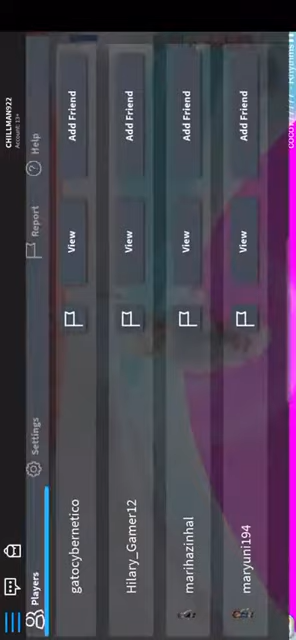 CHILLMAN922
Account: 13+
Players
Settings
Report
Help
gatocybernetico
View
Add Friend
Hilary_Gamer12
View
Add Friend
marihazinhal
View
Add Friend
maryuni194
View
Add Friend